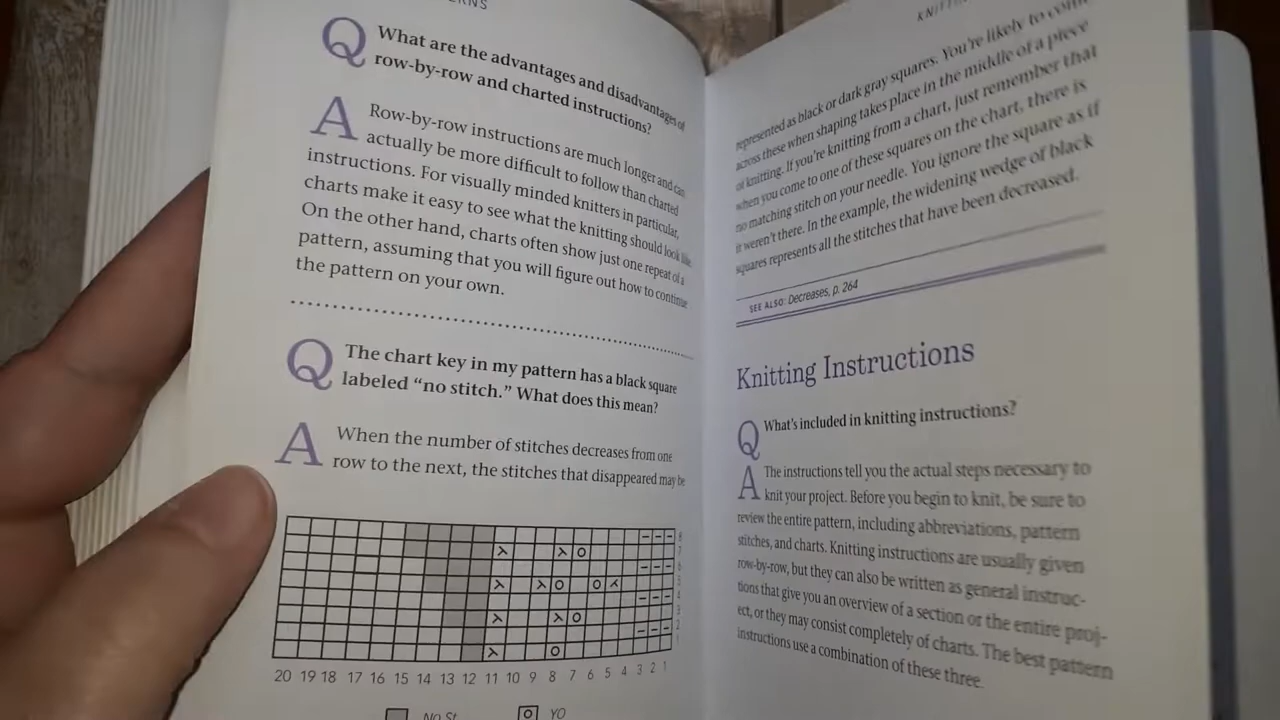 Q What are the advantages and disadvantages of
row-by-row and charted instructions?
A Row-by-row instructions are much longer and can
actually be more difficult to follow than charted
instructions. For visually minded knitters in particular,
charts make it easy to see what the knitting should look like.
On the other hand, charts often show just one repeat of a
pattern, assuming that you will figure out how to continue
the pattern on your own.
Q The chart key in my pattern has a black square
labeled “no stitch.” What does this mean?
A When the number of stitches decreases from one
row to the next, the stitches that disappeared may be
8
7
6
5
4
3
2
1
20 19 18 17 16 15 14 13 12 11 10 9 8 7 6 5 4 3 2 1
No St. O YO
represented as black or dark gray squares. You’re likely to come
across these when shaping takes place in the middle of a piece
of knitting. If you’re knitting from a chart, just remember that
when you come to one of these squares on the chart, there is
no matching stitch on your needle. You ignore the square as if
it weren’t there. In the example, the widening wedge of black
squares represents all the stitches that have been decreased.
SEE ALSO: Decreases, p. 264
Knitting Instructions
Q What’s included in knitting instructions?
A The instructions tell you the actual steps necessary to
knit your project. Before you begin to knit, be sure to
review the entire pattern, including abbreviations, pattern
stitches, and charts. Knitting instructions are usually given
row-by-row, but they can also be written as general instruc-
tions that give you an overview of a section or the entire proj-
ect, or they may consist completely of charts. The best pattern
instructions use a combination of these three.